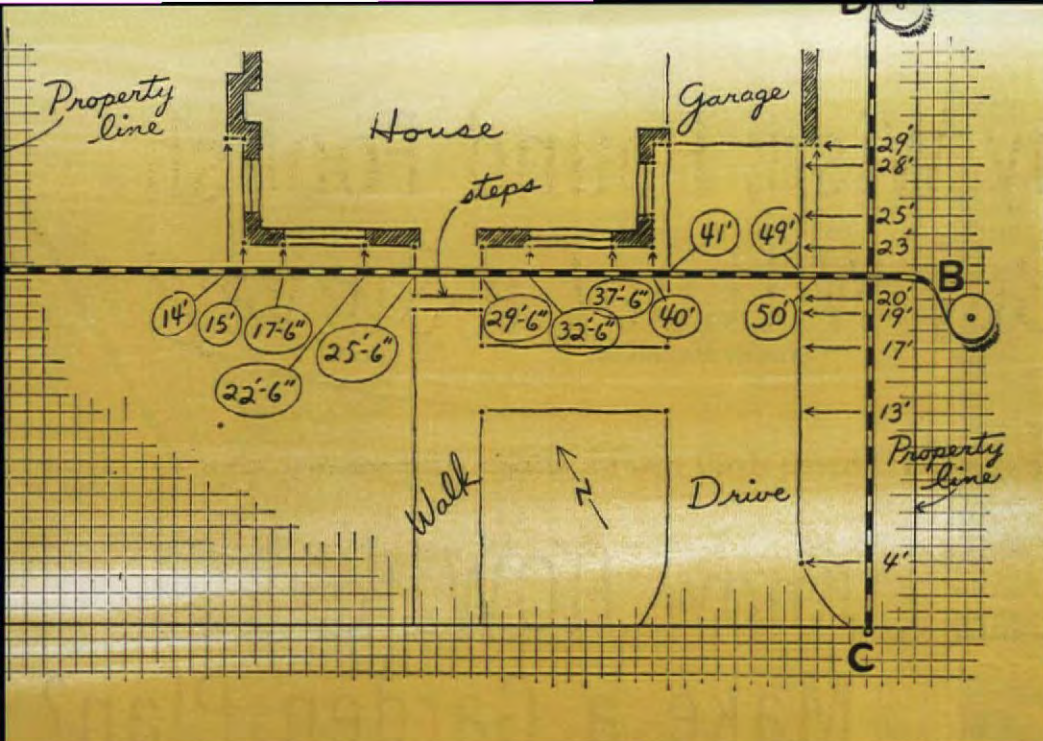 D
Property
line
House
Garage
steps
29'
28'
25'
23'
41'
49'
B
14'
15'
17'-6"
22'-6"
25'-6"
29'-6"
32'-6"
37'-6"
40'
50'
20'
19'
17'
13'
Property
line
Walk
N
Drive
4'
C